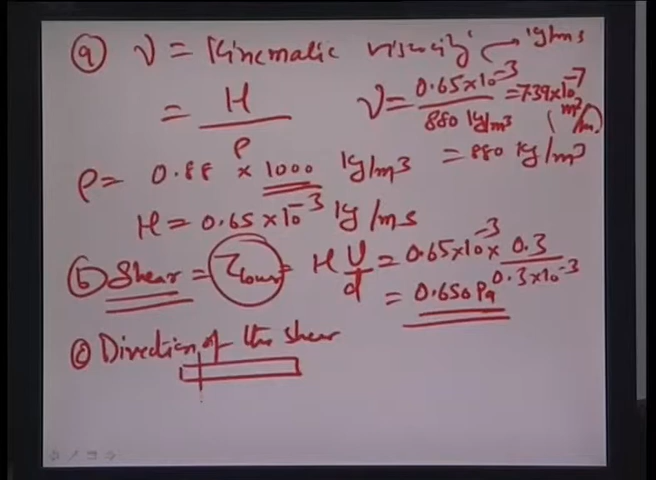 (a) ν = Kinematic viscosity kg/ms
= H / ρ ν = 0.65×10⁻³ / 880 kg/m³ = 7.39×10⁻⁷ m²/
ρ = 0.88 × 1000 kg/m³ = 880 kg/m³
H = 0.65×10⁻³ kg/ms
(b) Shear = τ = H U/d = 0.65×10⁻³ × 0.3 / 0.3×10⁻³
= 0.650 Pa
(c) Direction of the shear